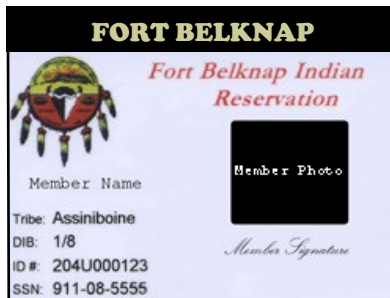 FORT BELKNAP
Fort Belknap Indian
Reservation
Member Photo
Member Name
Member Signature
Tribe: Assiniboine
DIB: 1/8
ID #: 204U000123
SSN: 911-08-5555